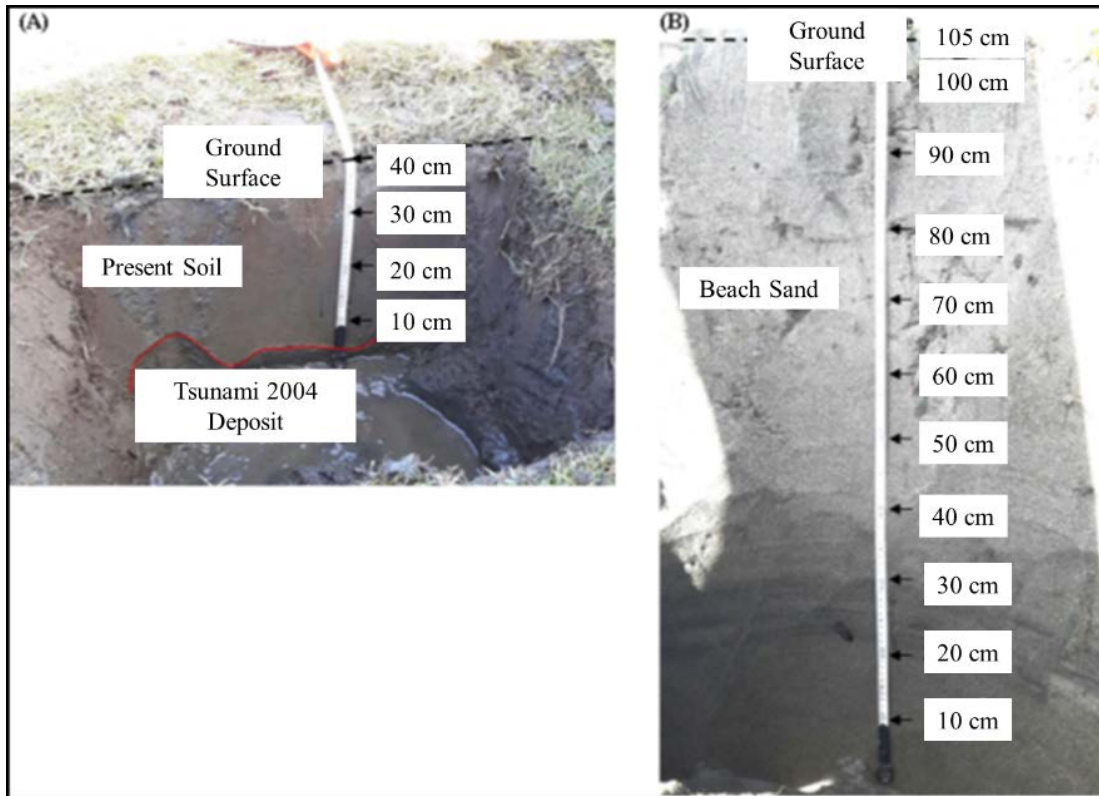 (A)
Ground
Surface
40 cm
30 cm
Present Soil
20 cm
10 cm
Tsunami 2004
Deposit
(B)
Ground
Surface
105 cm
100 cm
90 cm
80 cm
Beach Sand
70 cm
60 cm
50 cm
40 cm
30 cm
20 cm
10 cm